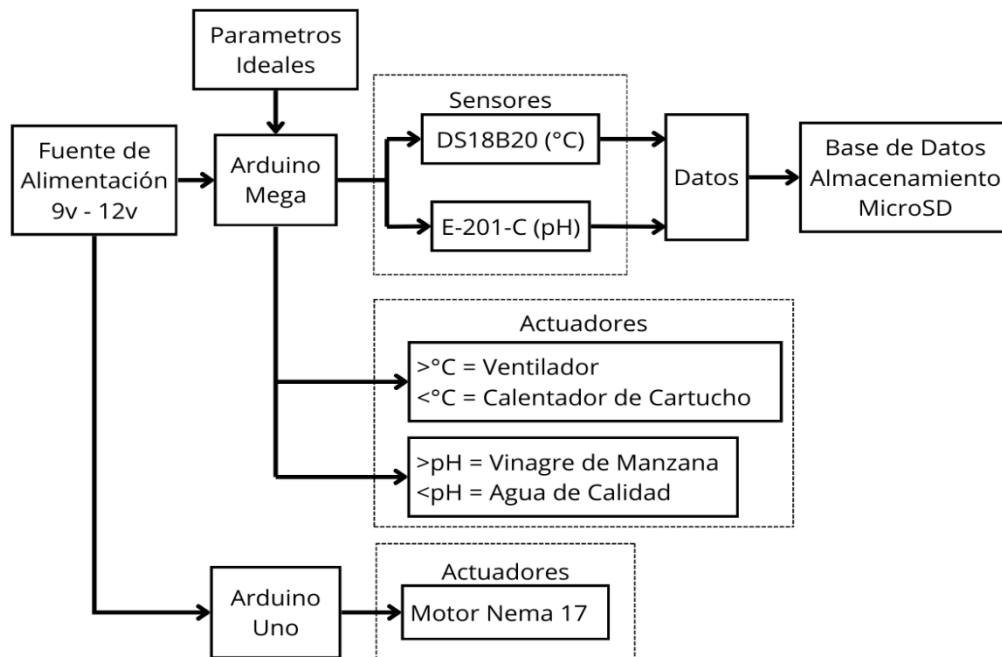 Parametros
Ideales
Fuente de
Alimentación
9v - 12v
Arduino
Mega
Sensores
DS18B20 (°C)
E-201-C (pH)
Datos
Base de Datos
Almacenamiento
MicroSD
Actuadores
>°C = Ventilador
<°C = Calentador de Cartucho
>pH = Vinagre de Manzana
<pH = Agua de Calidad
Arduino
Uno
Actuadores
Motor Nema 17